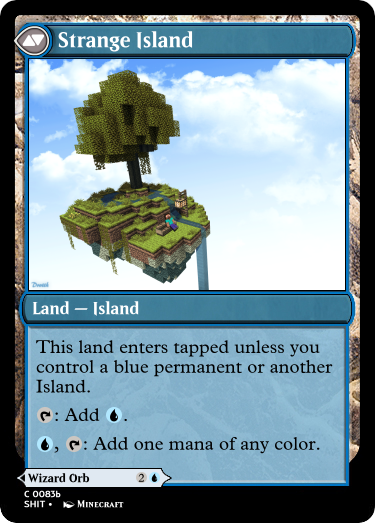 Strange Island
Land — Island
This land enters tapped unless you
control a blue permanent or another
Island.
: Add .
, : Add one mana of any color.
Wizard Orb 2
C 0083b
SHIT • Minecraft